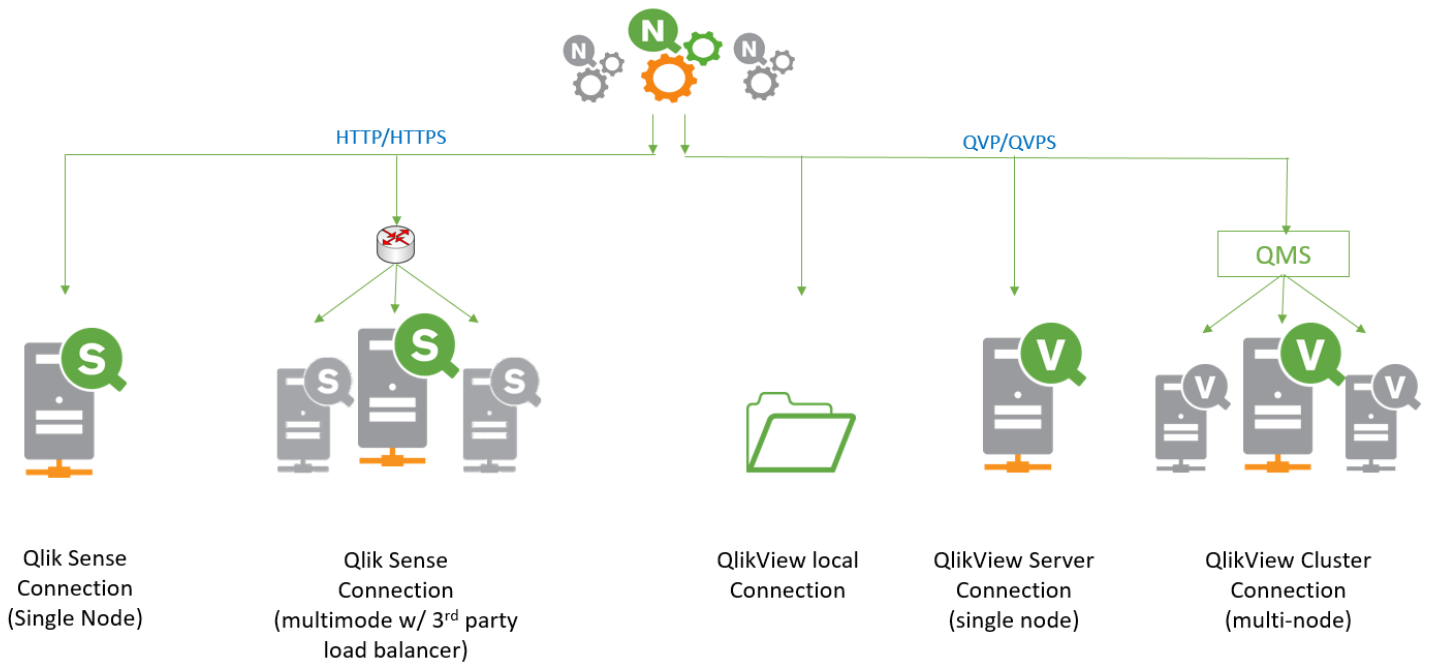 N
N
N
HTTP/HTTPS
QVP/QVPS
QMS
S
S
S
S
V
V
V
V
Qlik Sense
Connection
(Single Node)
Qlik Sense
Connection
(multimode w/ 3rd party
load balancer)
QlikView local
Connection
QlikView Server
Connection
(single node)
QlikView Cluster
Connection
(multi-node)